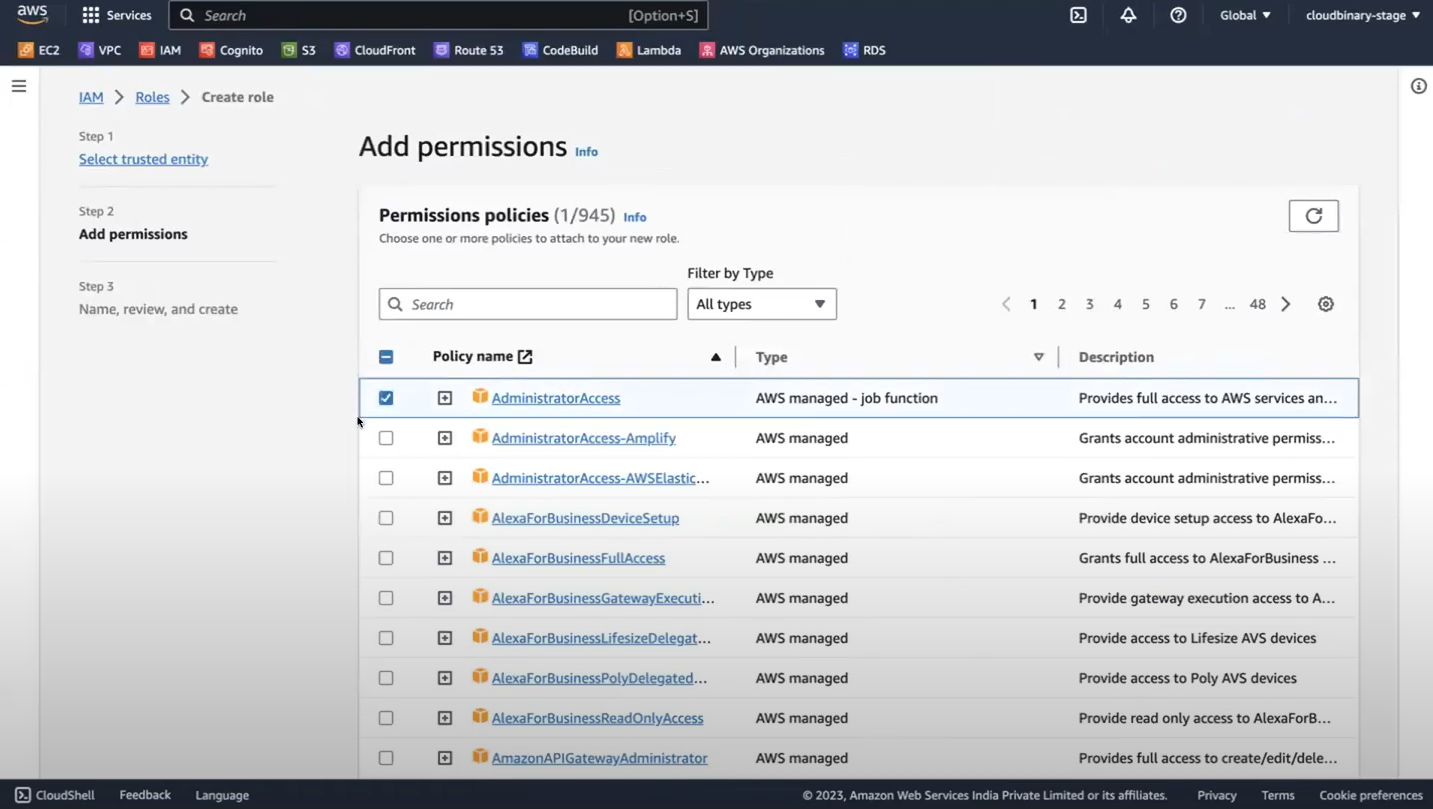 aws Services Search [Option+S] Global cloudbinary-stage
EC2 VPC IAM Cognito S3 CloudFront Route 53 CodeBuild Lambda AWS Organizations RDS
IAM > Roles > Create role
Step 1
Select trusted entity
Step 2
Add permissions
Step 3
Name, review, and create
Add permissions Info
Permissions policies (1/945) Info
Choose one or more policies to attach to your new role.
Filter by Type
Search All types 1 2 3 4 5 6 7 ... 48
Policy name Type Description
AdministratorAccess AWS managed - job function Provides full access to AWS services an...
AdministratorAccess-Amplify AWS managed Grants account administrative permiss...
AdministratorAccess-AWSElastic... AWS managed Grants account administrative permiss...
AlexaForBusinessDeviceSetup AWS managed Provide device setup access to AlexaFo...
AlexaForBusinessFullAccess AWS managed Grants full access to AlexaForBusiness ...
AlexaForBusinessGatewayExecuti... AWS managed Provide gateway execution access to A...
AlexaForBusinessLifesizeDelegat... AWS managed Provide access to Lifesize AVS devices
AlexaForBusinessPolyDelegated... AWS managed Provide access to Poly AVS devices
AlexaForBusinessReadOnlyAccess AWS managed Provide read only access to AlexaForB...
AmazonAPIGatewayAdministrator AWS managed Provides full access to create/edit/dele...
CloudShell Feedback Language © 2023, Amazon Web Services India Private Limited or its affiliates. Privacy Terms Cookie preferences